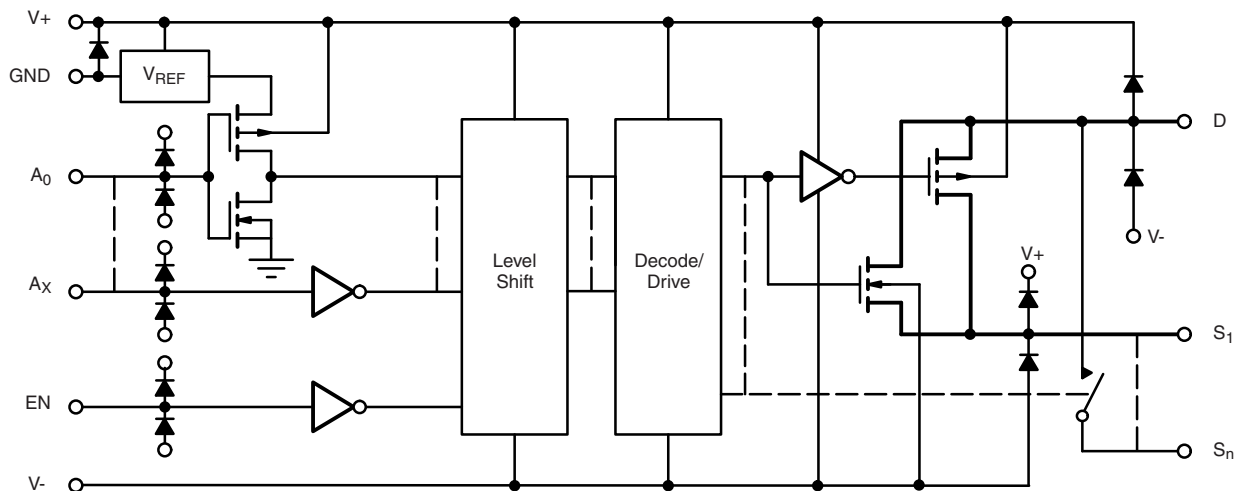 V+
GND
VREF
A0
AX
EN
V-
Level
Shift
Decode/
Drive
D
V-
V+
S1
Sn